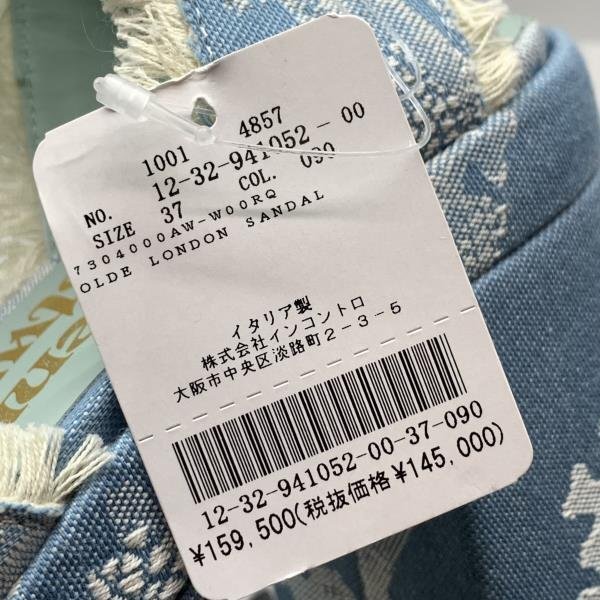 1001 4857
NO. 12-32-941052-00
SIZE 37 COL. 090
7304000AW-W00RQ
OLDE LONDON SANDAL
イタリア製
株式会社インコントロ
大阪市中央区淡路町2-3-5
12-32-941052-00-37-090
¥159,500(税抜価格¥145,000)